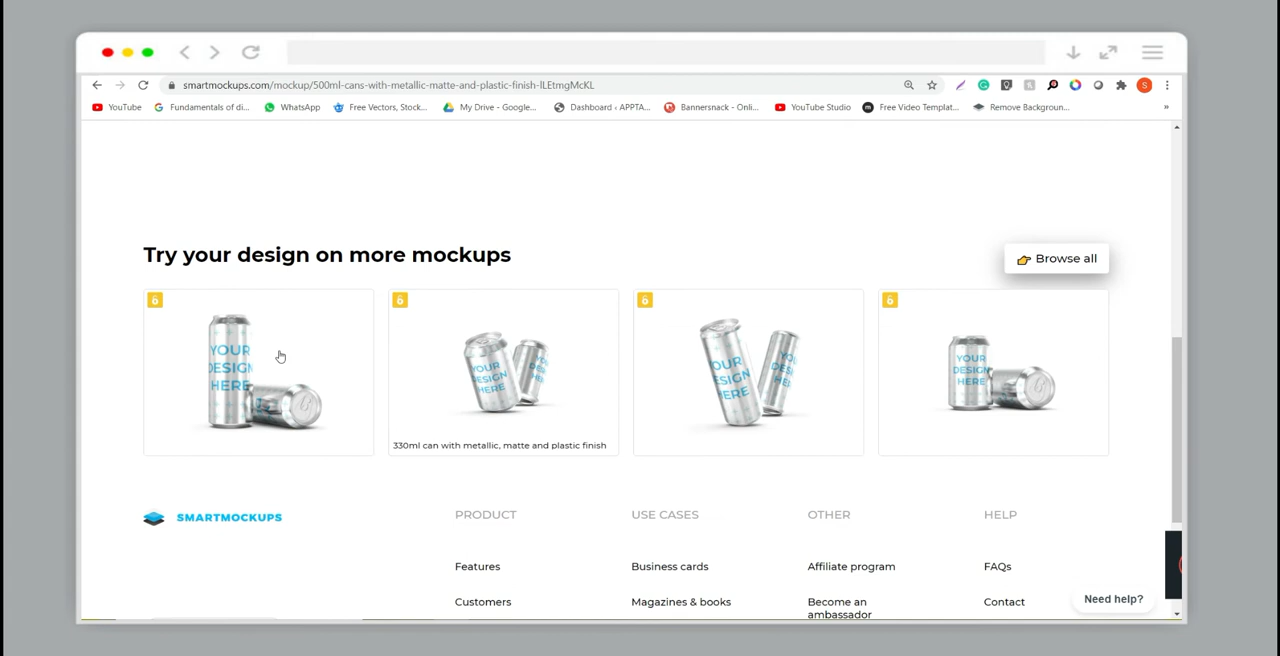 smartmockups.com/mockup/500ml-cans-with-metallic-matte-and-plastic-finish-lLEtmgMcKL
S
YouTube
Fundamentals of di...
WhatsApp
Free Vectors, Stock...
My Drive - Google...
Dashboard ‹ APPTA...
Bannersnack - Onli...
YouTube Studio
Free Video Templat...
Remove Backgroun...
»
Try your design on more mockups
Browse all
YOUR
DESIGN
HERE
YOUR
DESIGN
HERE
YOUR
DESIGN
HERE
YOUR
DESIGN
HERE
330ml can with metallic, matte and plastic finish
SMARTMOCKUPS
PRODUCT
USE CASES
OTHER
HELP
Features
Business cards
Affiliate program
FAQs
Customers
Magazines & books
Become an
ambassador
Contact
Need help?